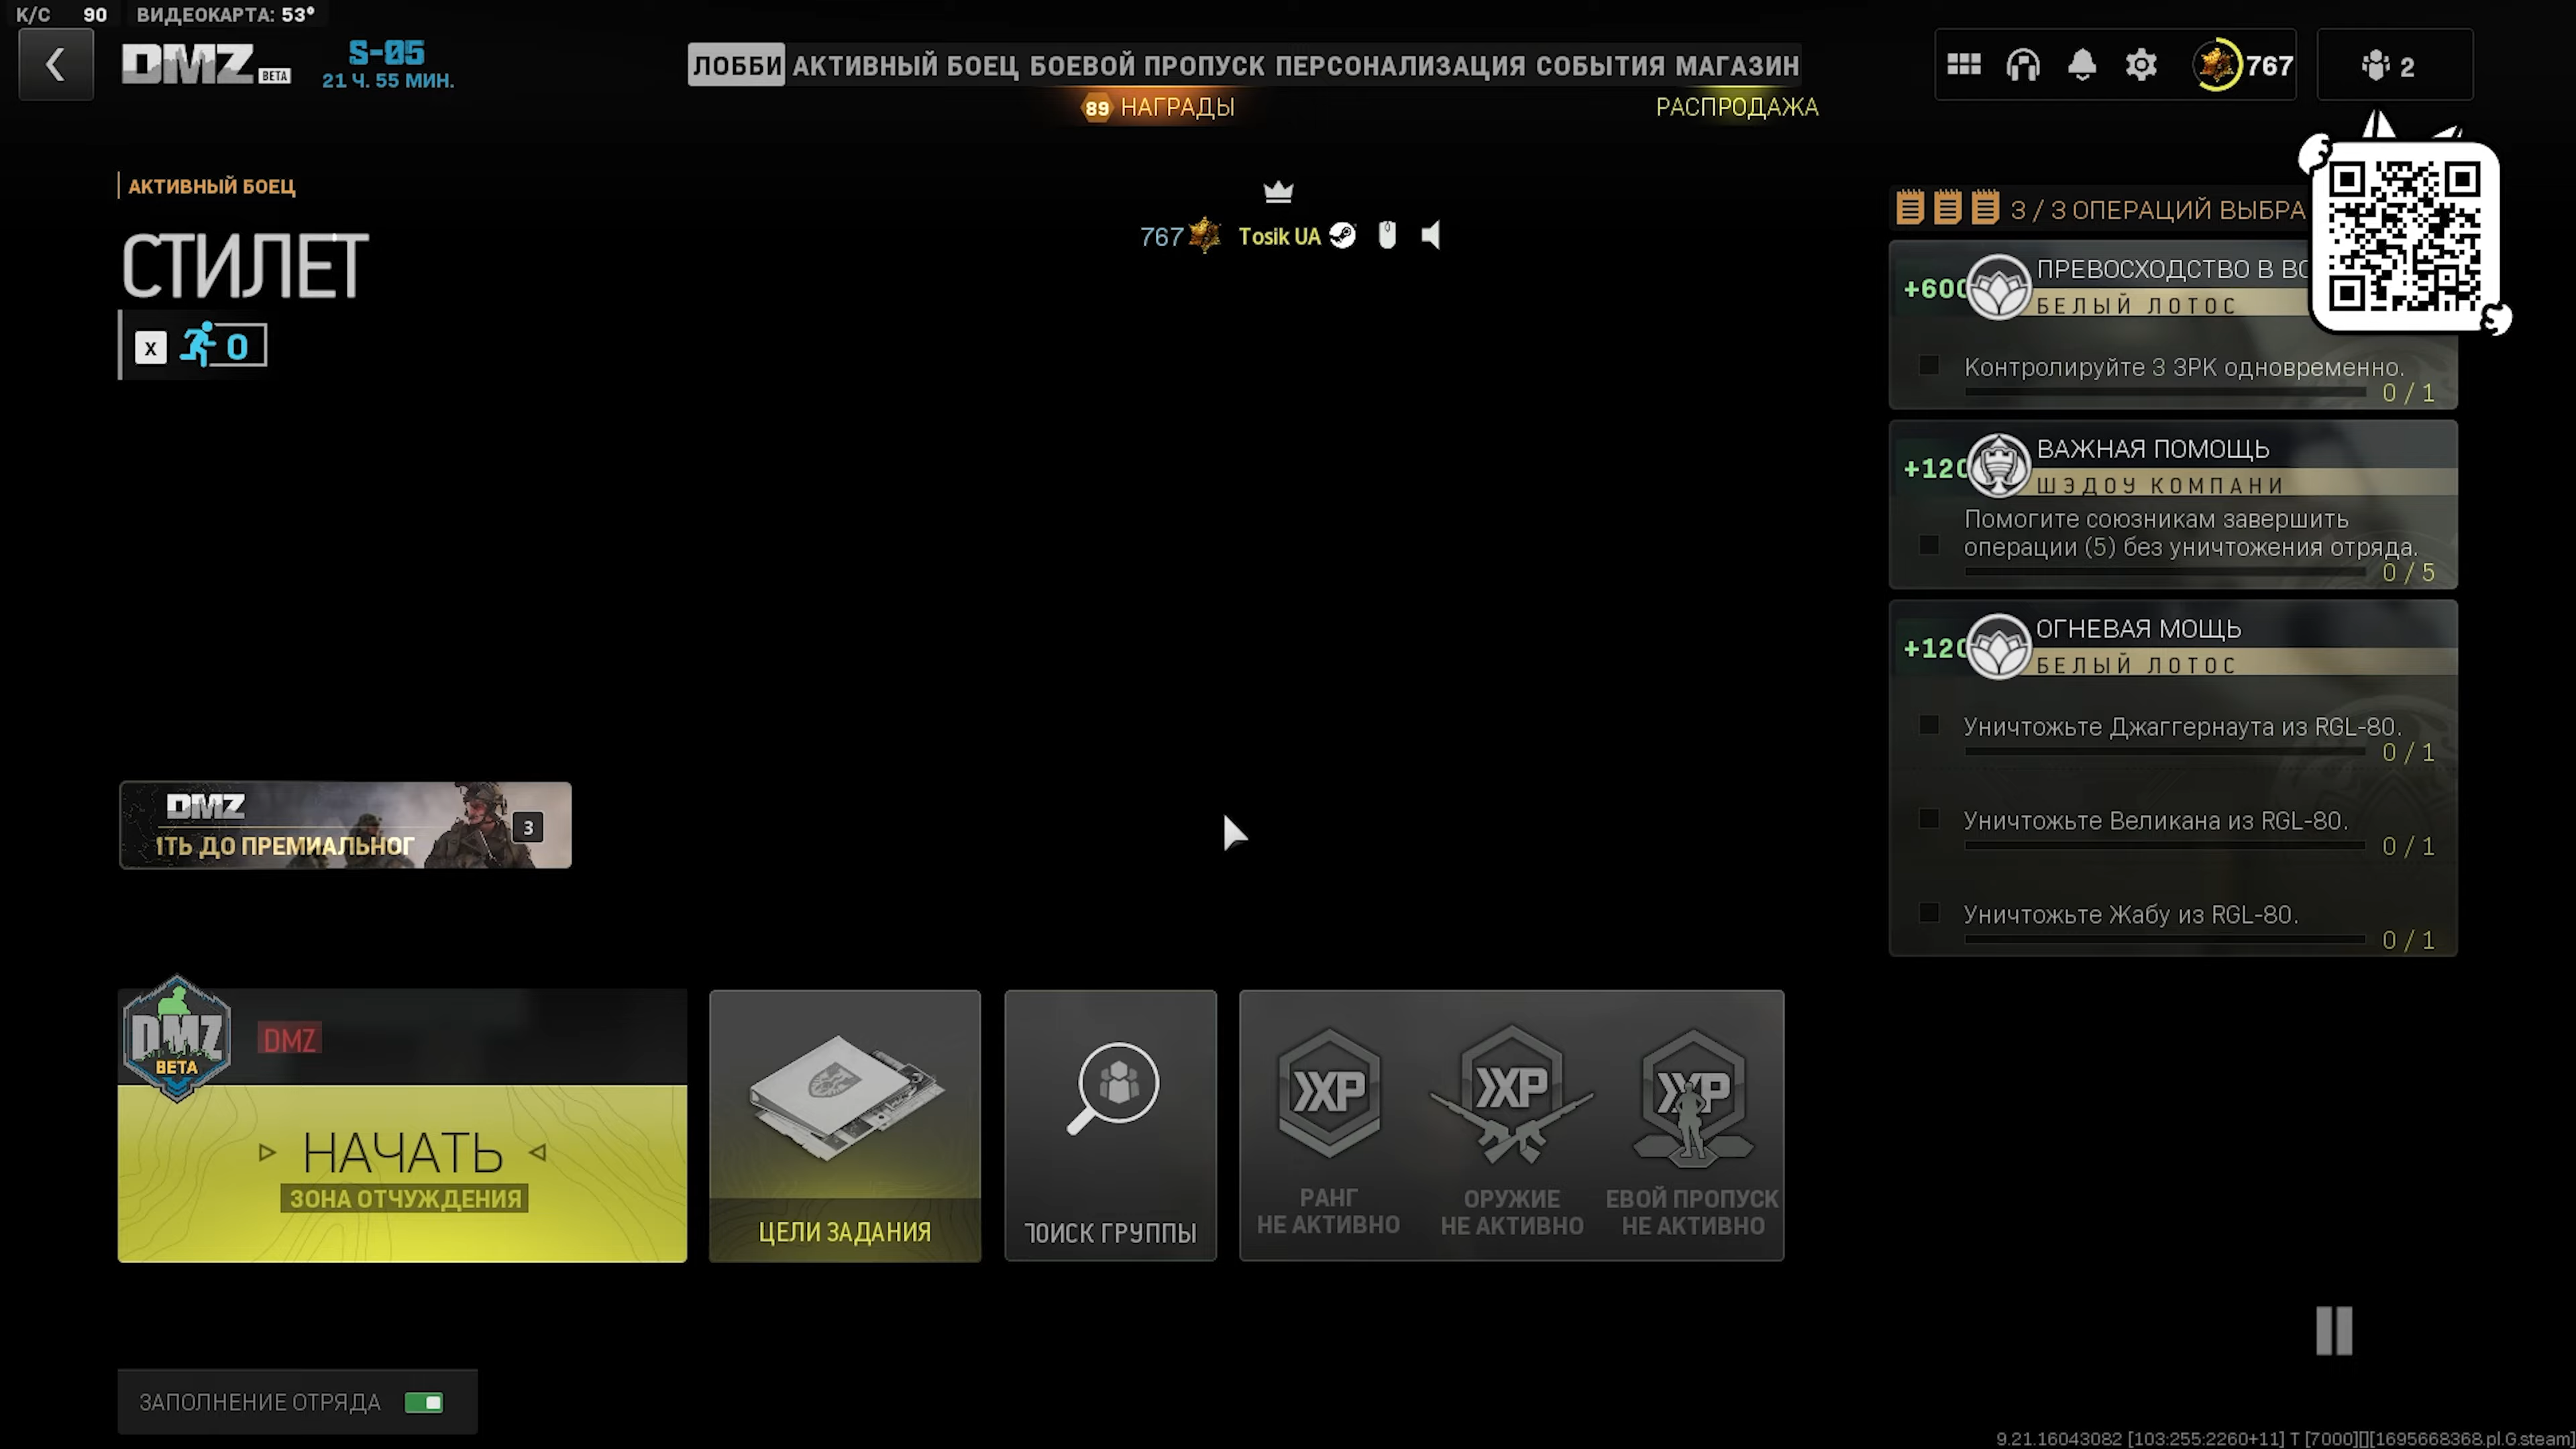 К/С 90 ВИДЕОКАРТА: 53°
DMZ BETA
S-05
21 Ч. 55 МИН.
ЛОББИ АКТИВНЫЙ БОЕЦ БОЕВОЙ ПРОПУСК ПЕРСОНАЛИЗАЦИЯ СОБЫТИЯ МАГАЗИН
89 НАГРАДЫ
РАСПРОДАЖА
767
2
АКТИВНЫЙ БОЕЦ
СТИЛЕТ
X 0
767 Tosik UA
3 / 3 ОПЕРАЦИЙ ВЫБРА
+600 ПРЕВОСХОДСТВО В ВО
БЕЛЫЙ ЛОТОС
Контролируйте 3 ЗРК одновременно.
0 / 1
+120 ВАЖНАЯ ПОМОЩЬ
ШЭДОУ КОМПАНИ
Помогите союзникам завершить
операции (5) без уничтожения отряда.
0 / 5
+120 ОГНЕВАЯ МОЩЬ
БЕЛЫЙ ЛОТОС
Уничтожьте Джаггернаута из RGL-80.
0 / 1
Уничтожьте Великана из RGL-80.
0 / 1
Уничтожьте Жабу из RGL-80.
0 / 1
DMZ
ІТЬ ДО ПРЕМИАЛЬНОГ
3
DMZ
BETA
DMZ
НАЧАТЬ
ЗОНА ОТЧУЖДЕНИЯ
ЦЕЛИ ЗАДАНИЯ
ПОИСК ГРУППЫ
XP
РАНГ
НЕ АКТИВНО
XP
ОРУЖИЕ
НЕ АКТИВНО
XP
ЕВОЙ ПРОПУСК
НЕ АКТИВНО
ЗАПОЛНЕНИЕ ОТРЯДА
9.21.16043082 [103:255:2260+11] T [7000][][1695668368.pl.G.steam]